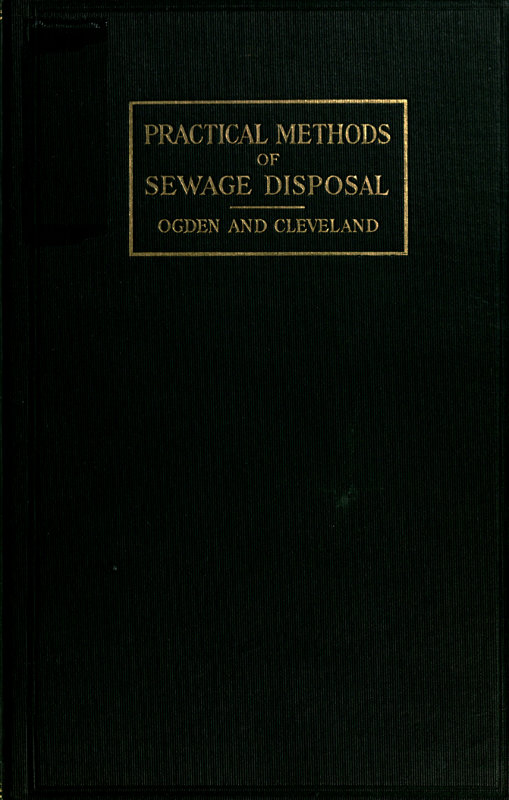 PRACTICAL METHODS
OF
SEWAGE DISPOSAL
OGDEN AND CLEVELAND